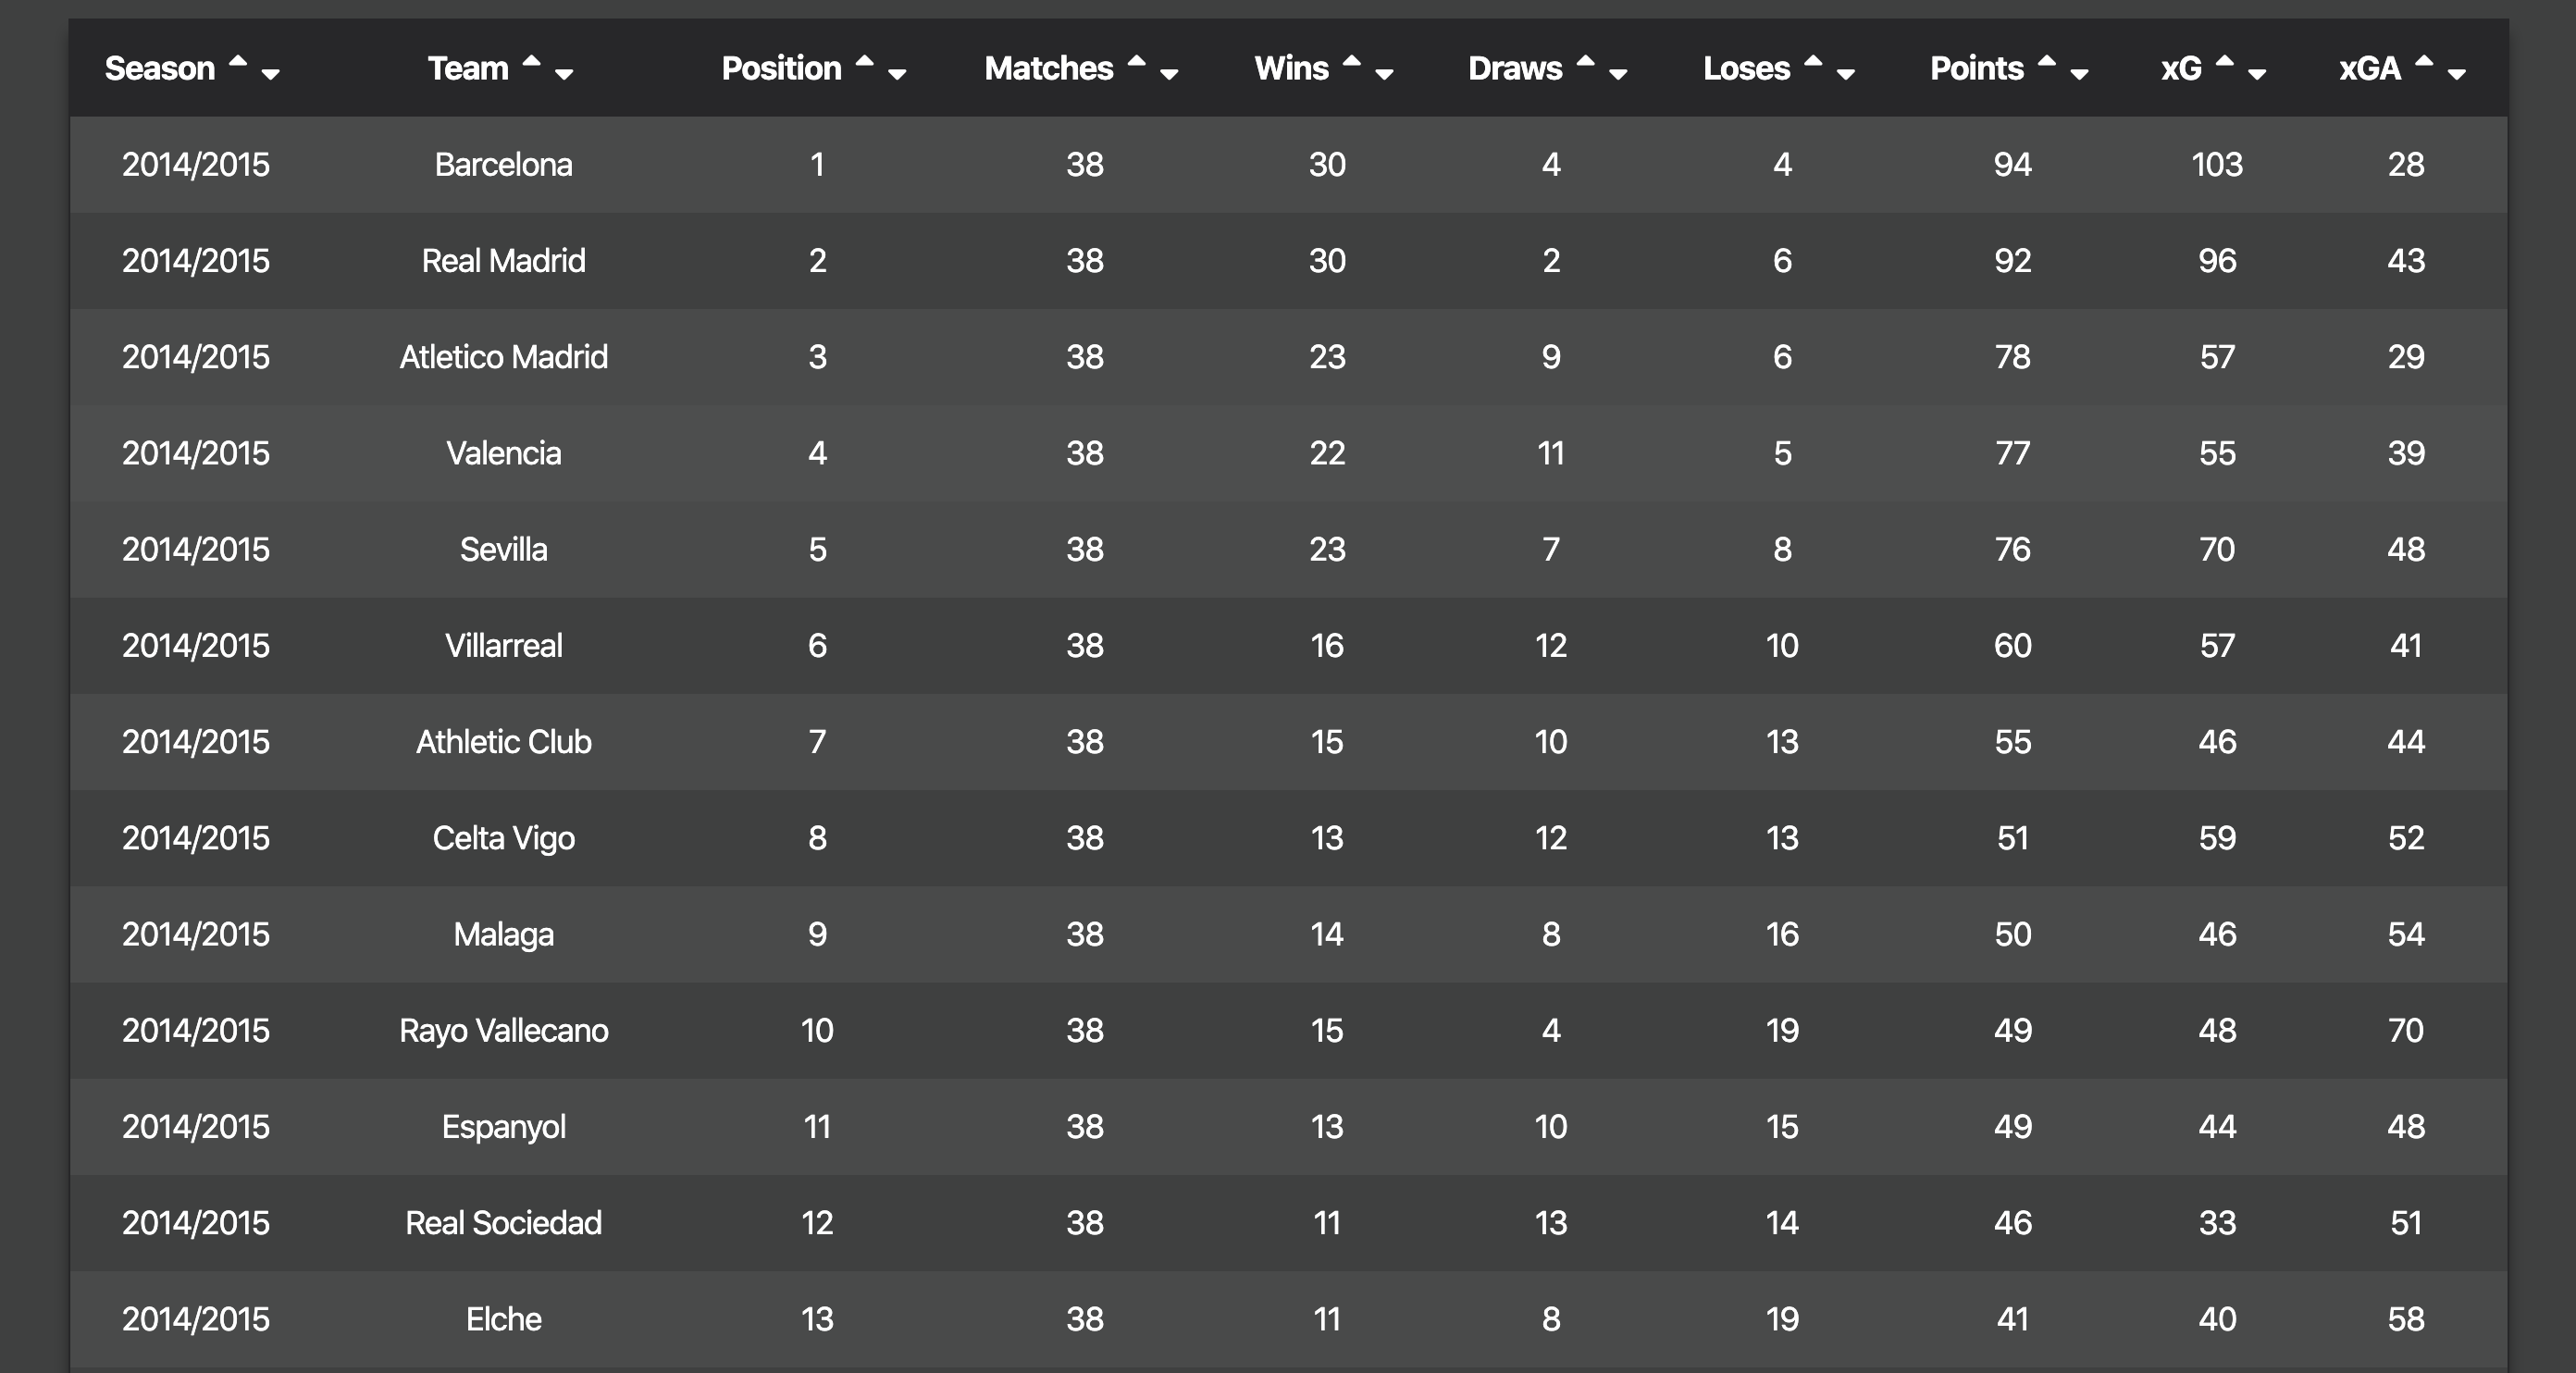 Season Team Position Matches Wins Draws Loses Points xG xGA
2014/2015 Barcelona 1 38 30 4 4 94 103 28
2014/2015 Real Madrid 2 38 30 2 6 92 96 43
2014/2015 Atletico Madrid 3 38 23 9 6 78 57 29
2014/2015 Valencia 4 38 22 11 5 77 55 39
2014/2015 Sevilla 5 38 23 7 8 76 70 48
2014/2015 Villarreal 6 38 16 12 10 60 57 41
2014/2015 Athletic Club 7 38 15 10 13 55 46 44
2014/2015 Celta Vigo 8 38 13 12 13 51 59 52
2014/2015 Malaga 9 38 14 8 16 50 46 54
2014/2015 Rayo Vallecano 10 38 15 4 19 49 48 70
2014/2015 Espanyol 11 38 13 10 15 49 44 48
2014/2015 Real Sociedad 12 38 11 13 14 46 33 51
2014/2015 Elche 13 38 11 8 19 41 40 58